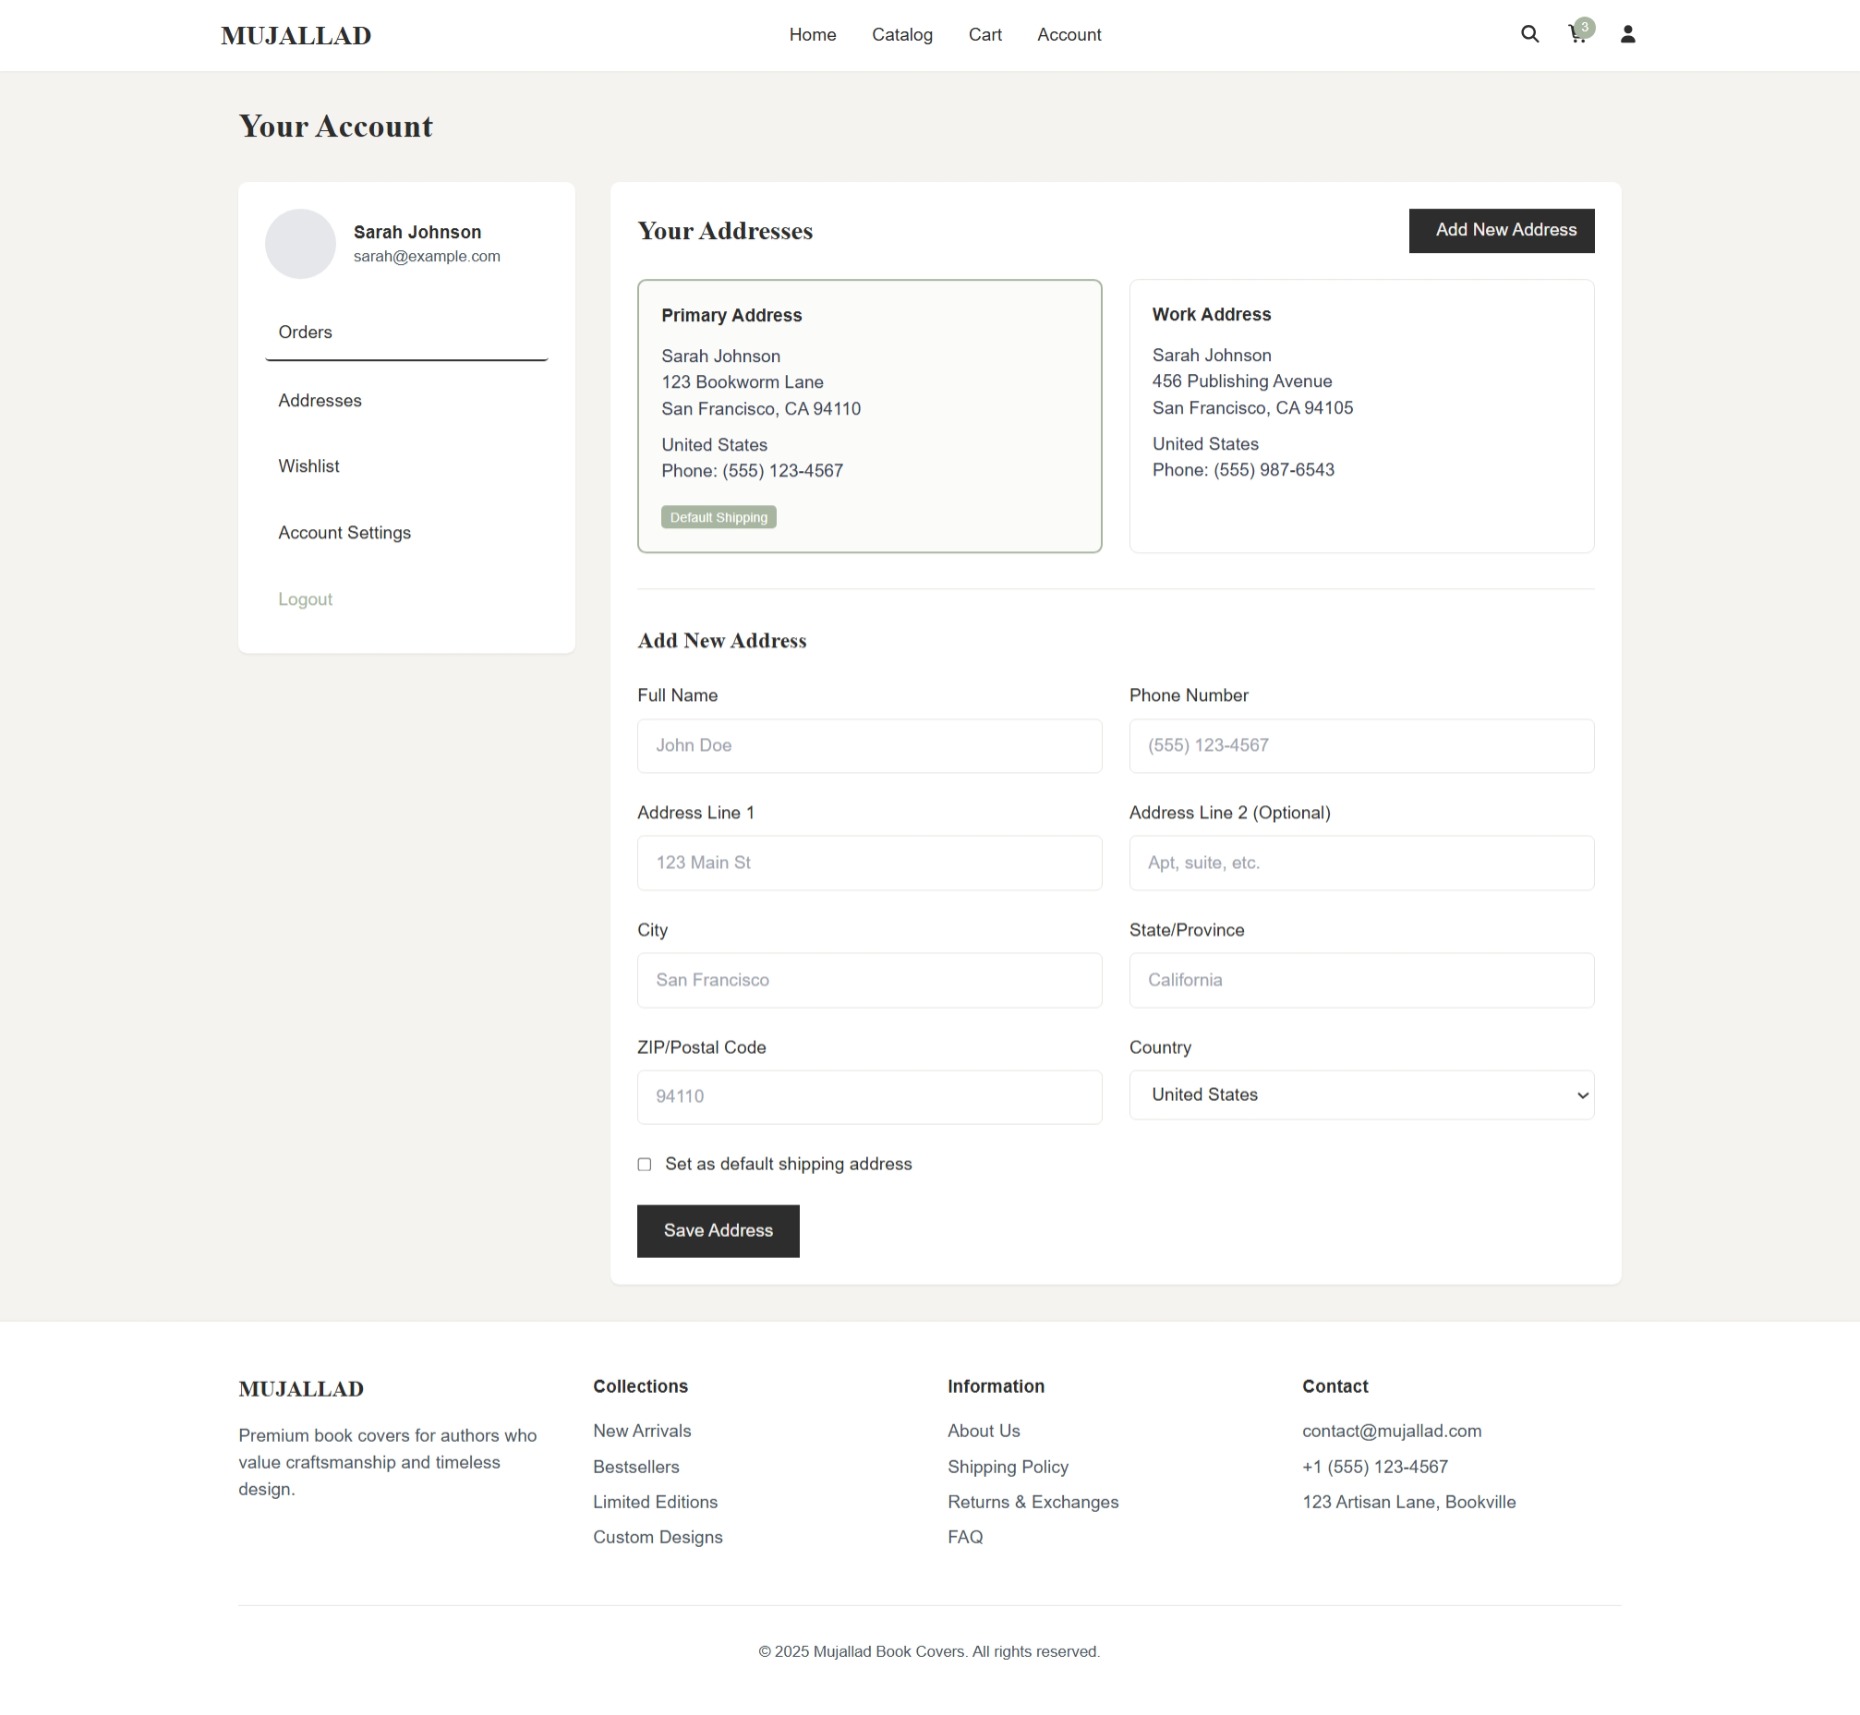 MUJALLAD
Home
Catalog
Cart
Account
3
Your Account
Sarah Johnson
sarah@example.com
Orders
Addresses
Wishlist
Account Settings
Logout
Your Addresses
Add New Address
Primary Address
Sarah Johnson
123 Bookworm Lane
San Francisco, CA 94110
United States
Phone: (555) 123-4567
Default Shipping
Work Address
Sarah Johnson
456 Publishing Avenue
San Francisco, CA 94105
United States
Phone: (555) 987-6543
Add New Address
Full Name
John Doe
Phone Number
(555) 123-4567
Address Line 1
123 Main St
Address Line 2 (Optional)
Apt, suite, etc.
City
San Francisco
State/Province
California
ZIP/Postal Code
94110
Country
United States
Set as default shipping address
Save Address
MUJALLAD
Premium book covers for authors who
value craftsmanship and timeless
design.
Collections
New Arrivals
Bestsellers
Limited Editions
Custom Designs
Information
About Us
Shipping Policy
Returns & Exchanges
FAQ
Contact
contact@mujallad.com
+1 (555) 123-4567
123 Artisan Lane, Bookville
© 2025 Mujallad Book Covers. All rights reserved.